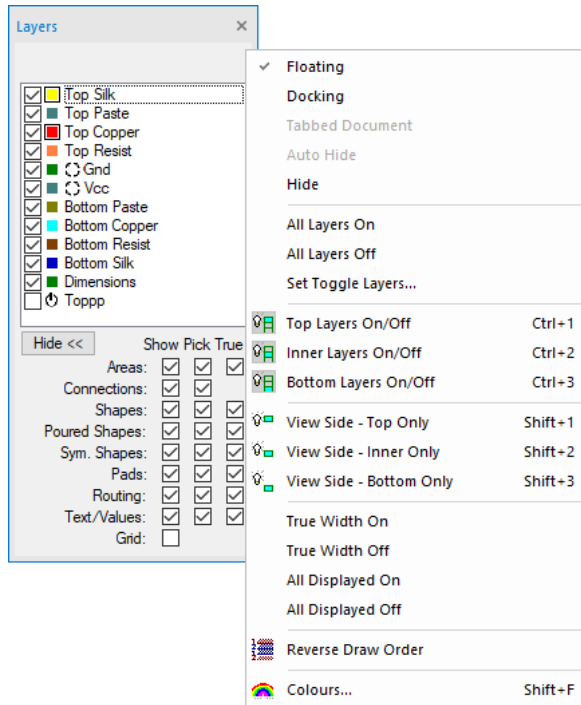 Layers
Top Silk
Top Paste
Top Copper
Top Resist
Gnd
Vcc
Bottom Paste
Bottom Copper
Bottom Resist
Bottom Silk
Dimensions
Toppp
Hide << Show Pick True
Areas:
Connections:
Shapes:
Poured Shapes:
Sym. Shapes:
Pads:
Routing:
Text/Values:
Grid:
Floating
Docking
Tabbed Document
Auto Hide
Hide
All Layers On
All Layers Off
Set Toggle Layers...
Top Layers On/Off Ctrl+1
Inner Layers On/Off Ctrl+2
Bottom Layers On/Off Ctrl+3
View Side - Top Only Shift+1
View Side - Inner Only Shift+2
View Side - Bottom Only Shift+3
True Width On
True Width Off
All Displayed On
All Displayed Off
Reverse Draw Order
Colours... Shift+F